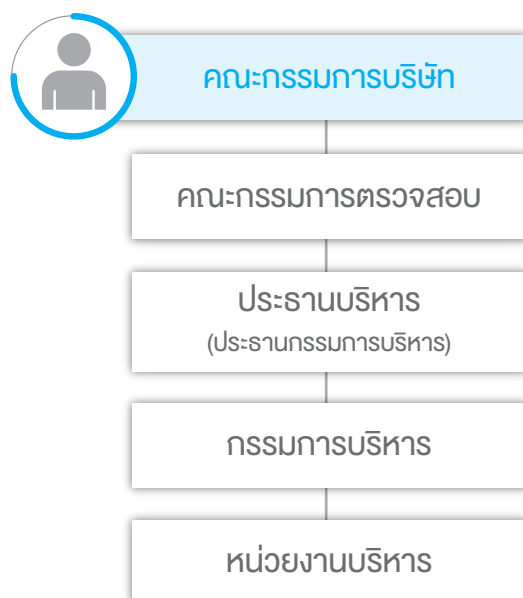 คณะกรรมการบริษัท
คณะกรรมการตรวจสอบ
ประธานบริหาร
(ประธานกรรมการบริหาร)
กรรมการบริหาร
หน่วยงานบริหาร